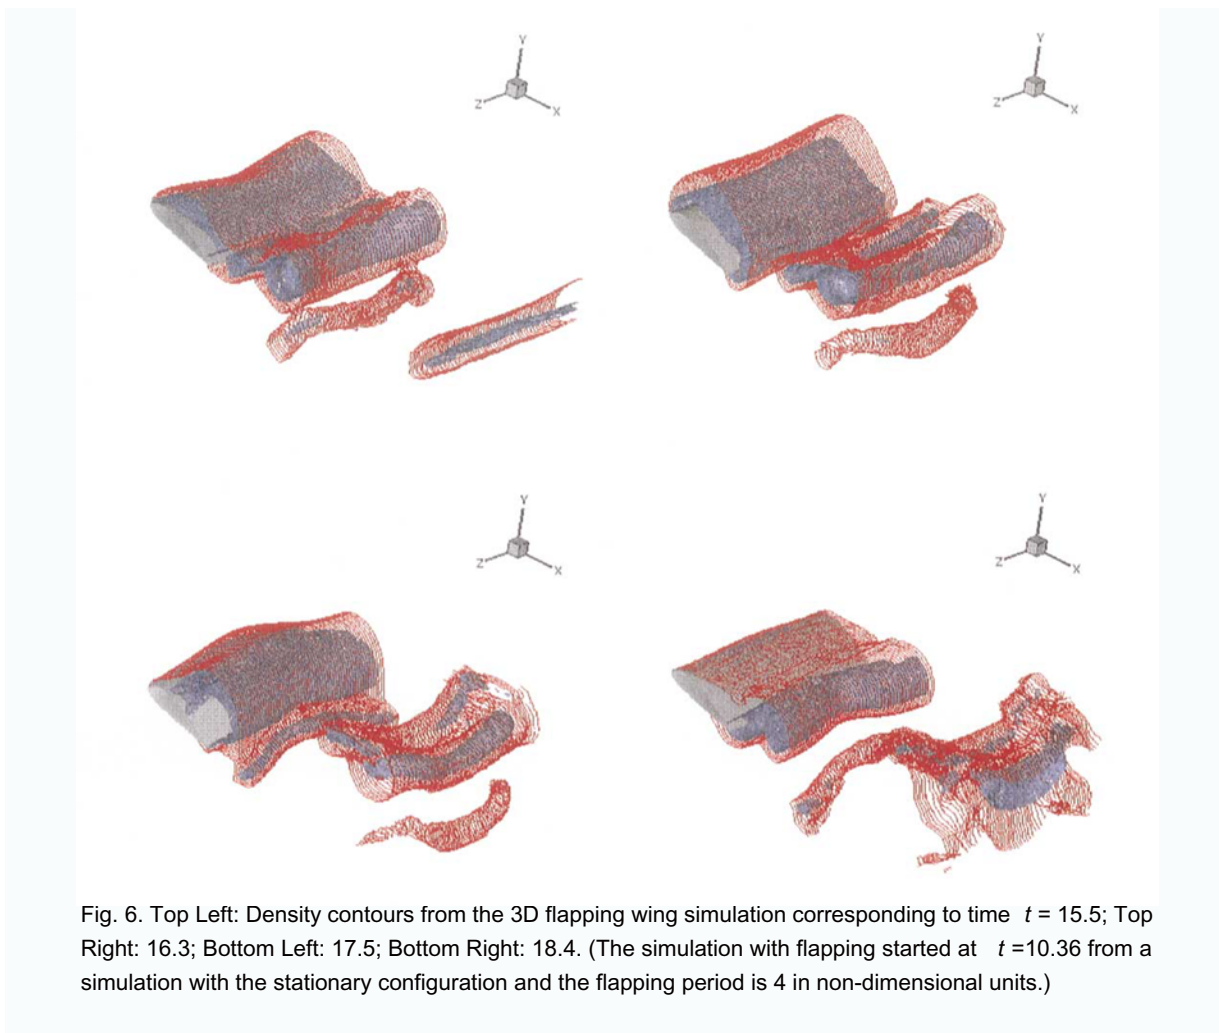 Y
Z
X
Y
Z
X
Y
Z
X
Y
Z
X
Fig. 6. Top Left: Density contours from the 3D flapping wing simulation corresponding to time t = 15.5; Top
Right: 16.3; Bottom Left: 17.5; Bottom Right: 18.4. (The simulation with flapping started at t =10.36 from a
simulation with the stationary configuration and the flapping period is 4 in non-dimensional units.)